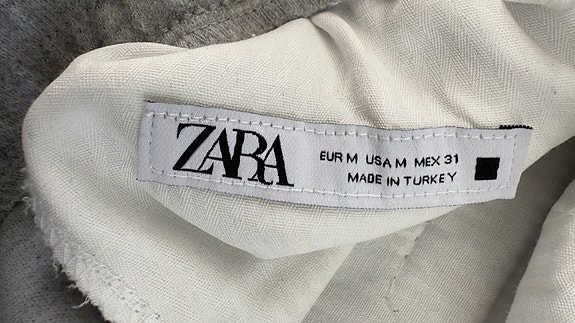 ZARA
EUR M USA M MEX 31
MADE IN TURKEY